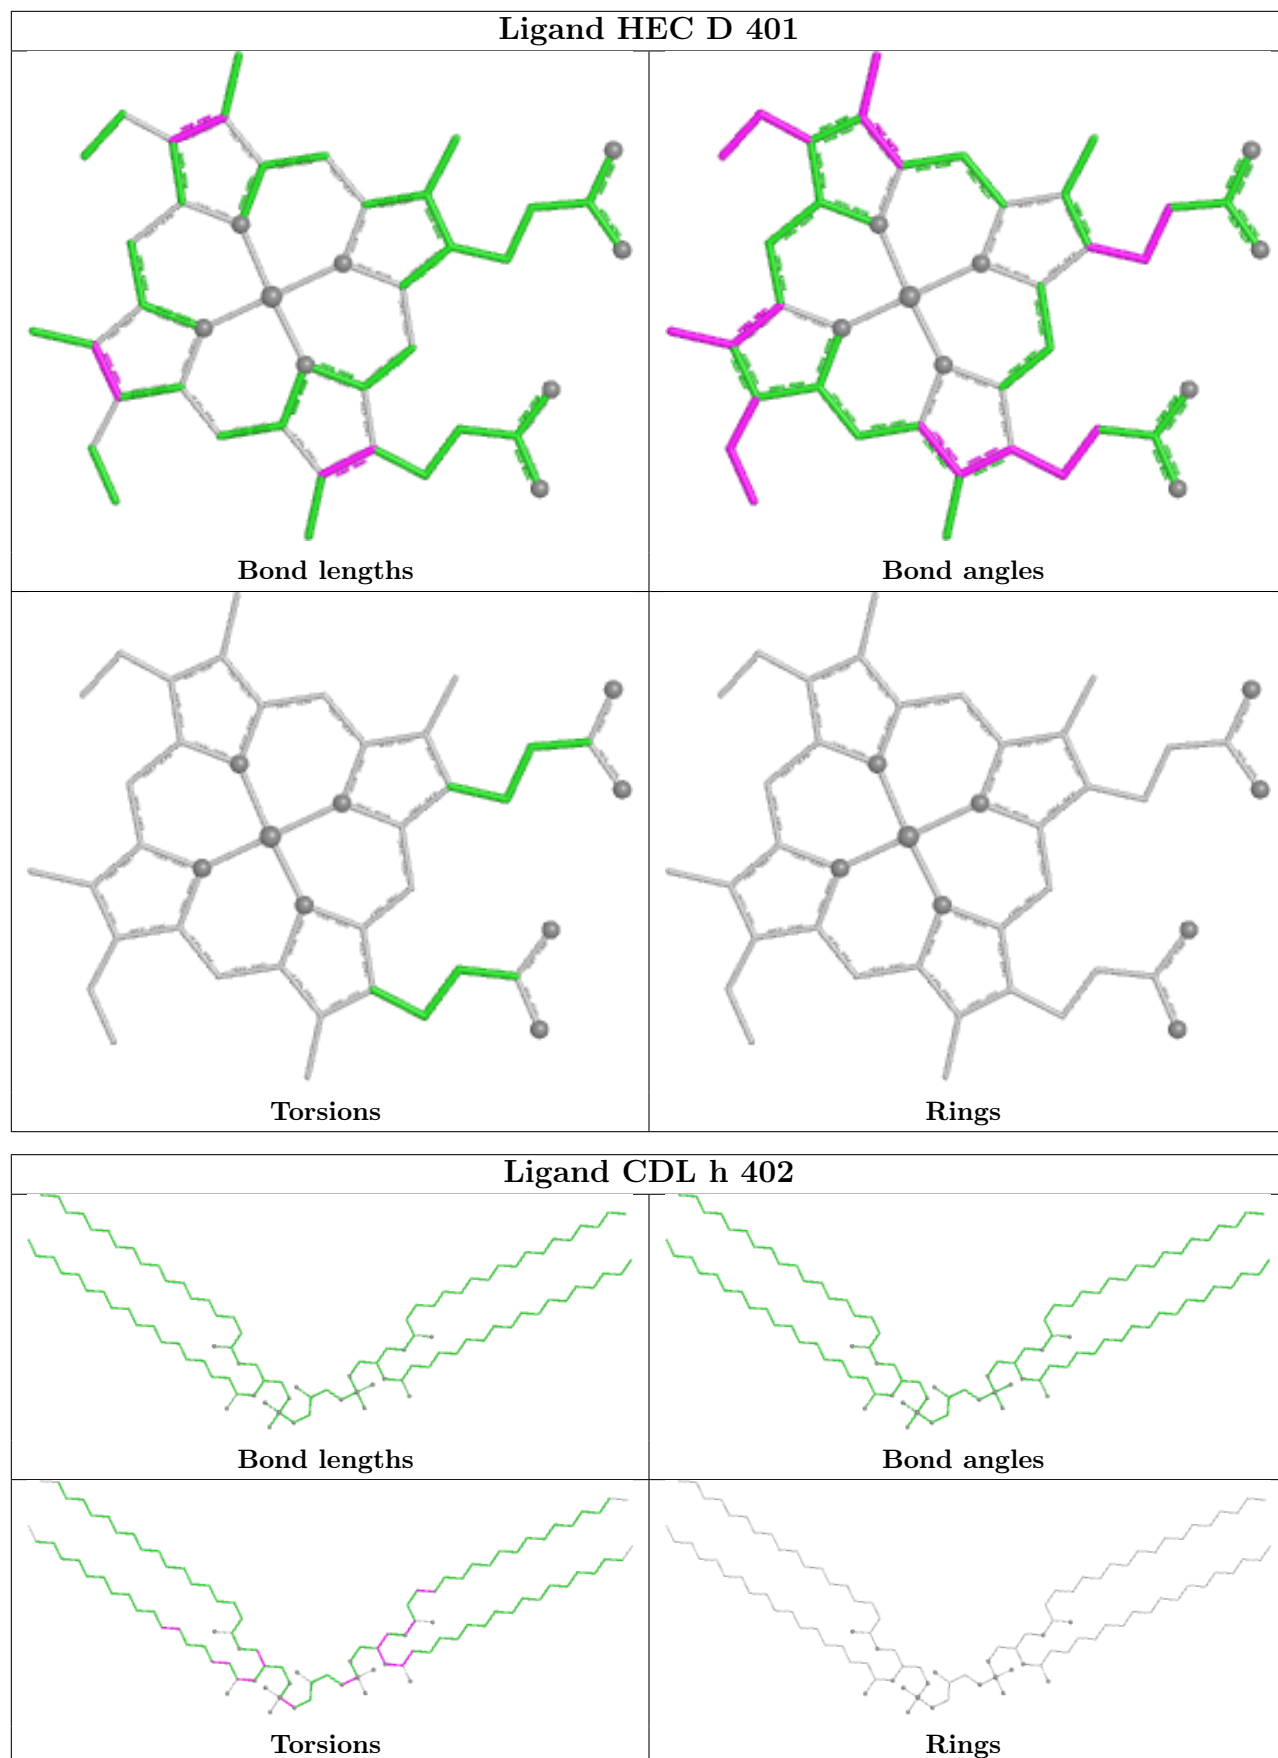 Ligand HEC D 401
Bond lengths
Bond angles
Torsions
Rings
Ligand CDL h 402
Bond lengths
Bond angles
Torsions
Rings